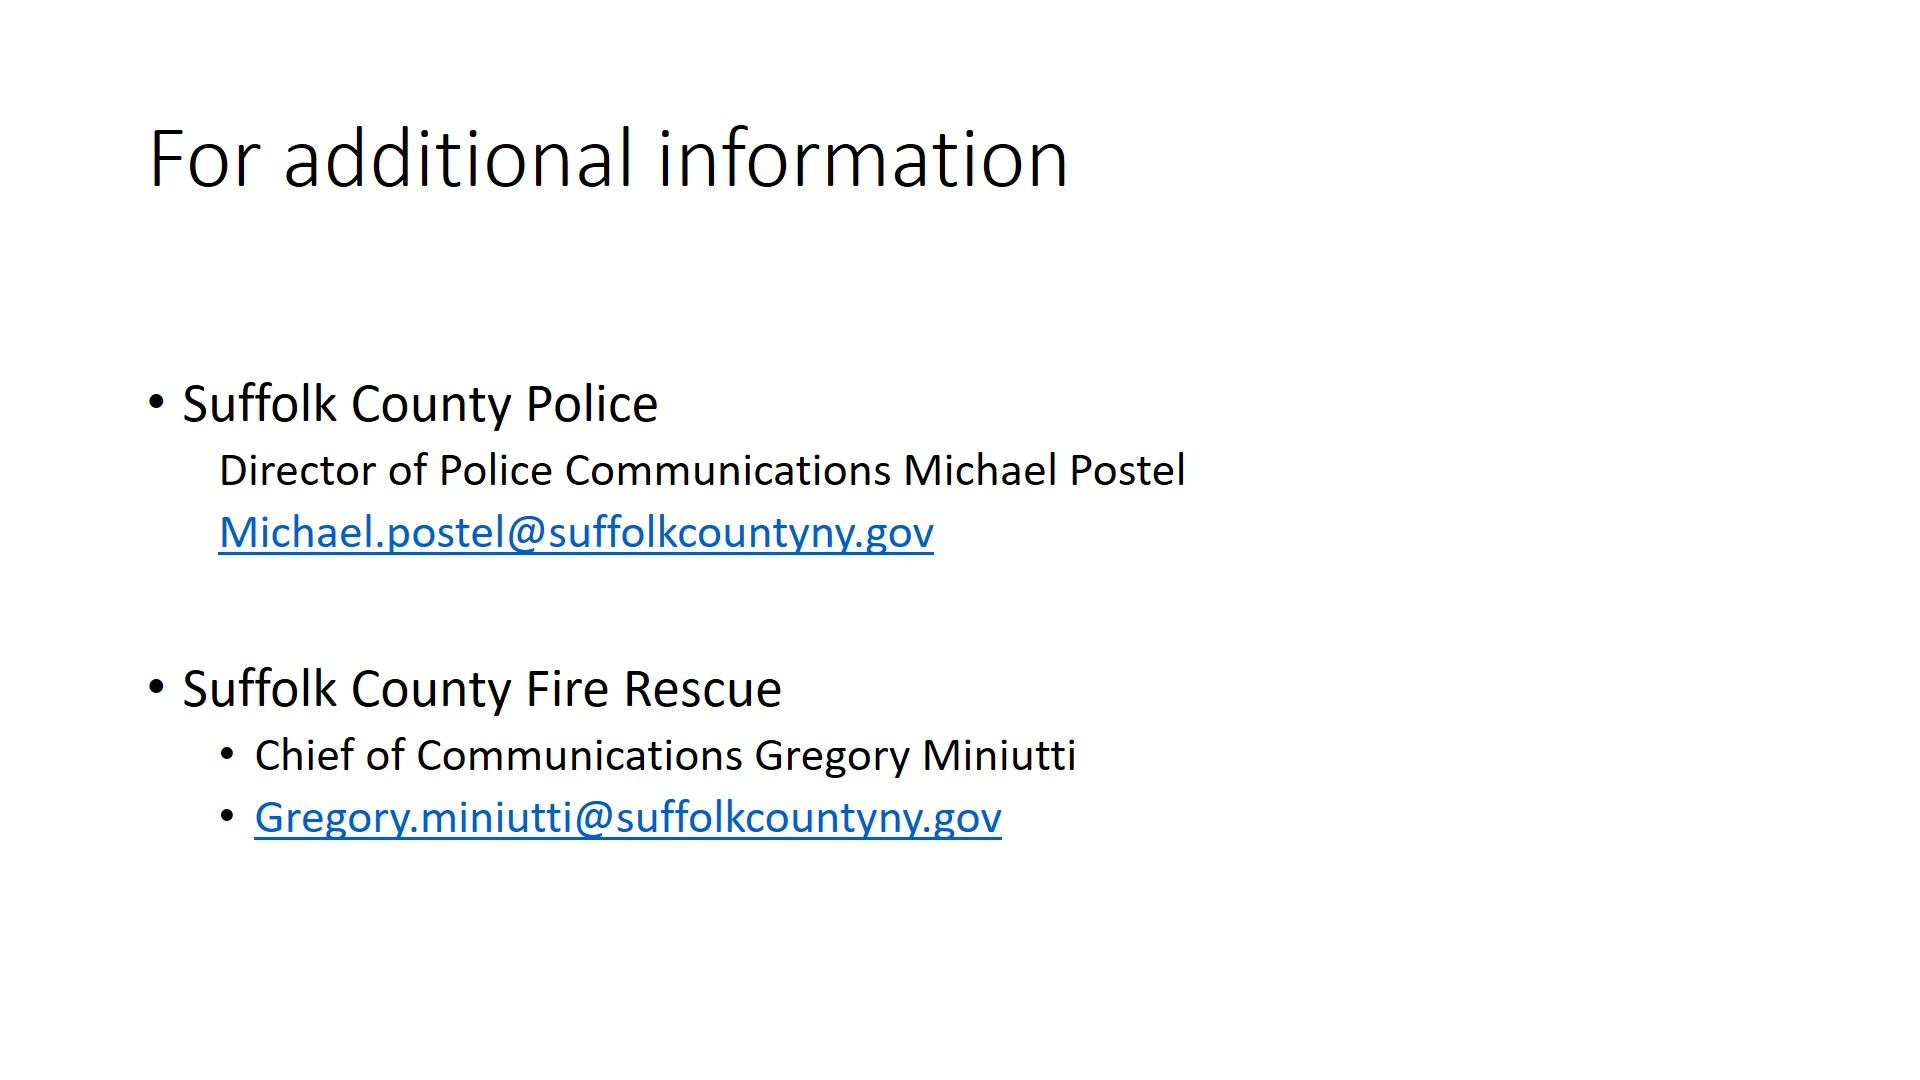 For additional information
• Suffolk County Police
Director of Police Communications Michael Postel
Michael.postel@suffolkcountyny.gov
• Suffolk County Fire Rescue
• Chief of Communications Gregory Miniutti
• Gregory.miniutti@suffolkcountyny.gov